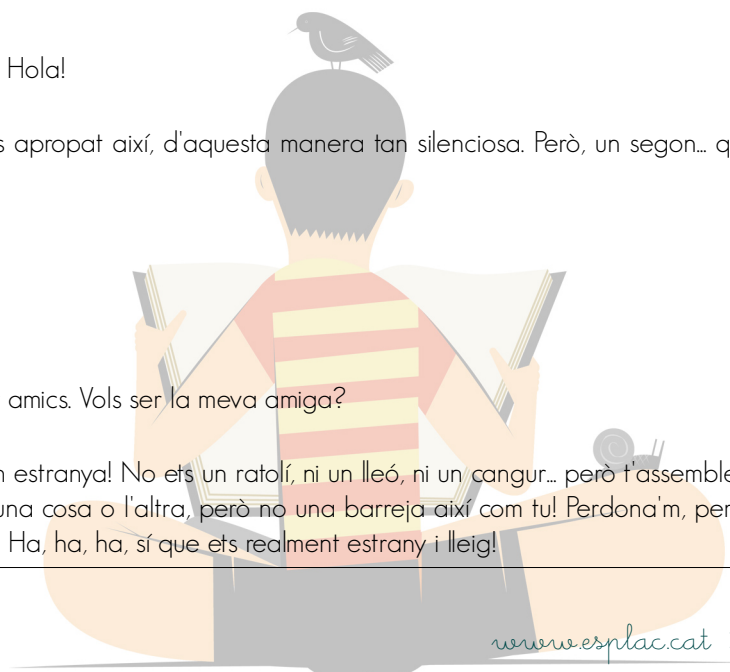 Hola!
apropat així, d'aquesta manera tan silenciosa. Però, un segon...
amics. Vols ser la meva amiga?
estranya! No ets un ratolí, ni un lleó, ni un cangur... però
una cosa o l'altra, però no una barreja així com tu! Perdona'm,
Ha, ha, ha, sí que ets realment estrany i lleig!
www.esplac.cat